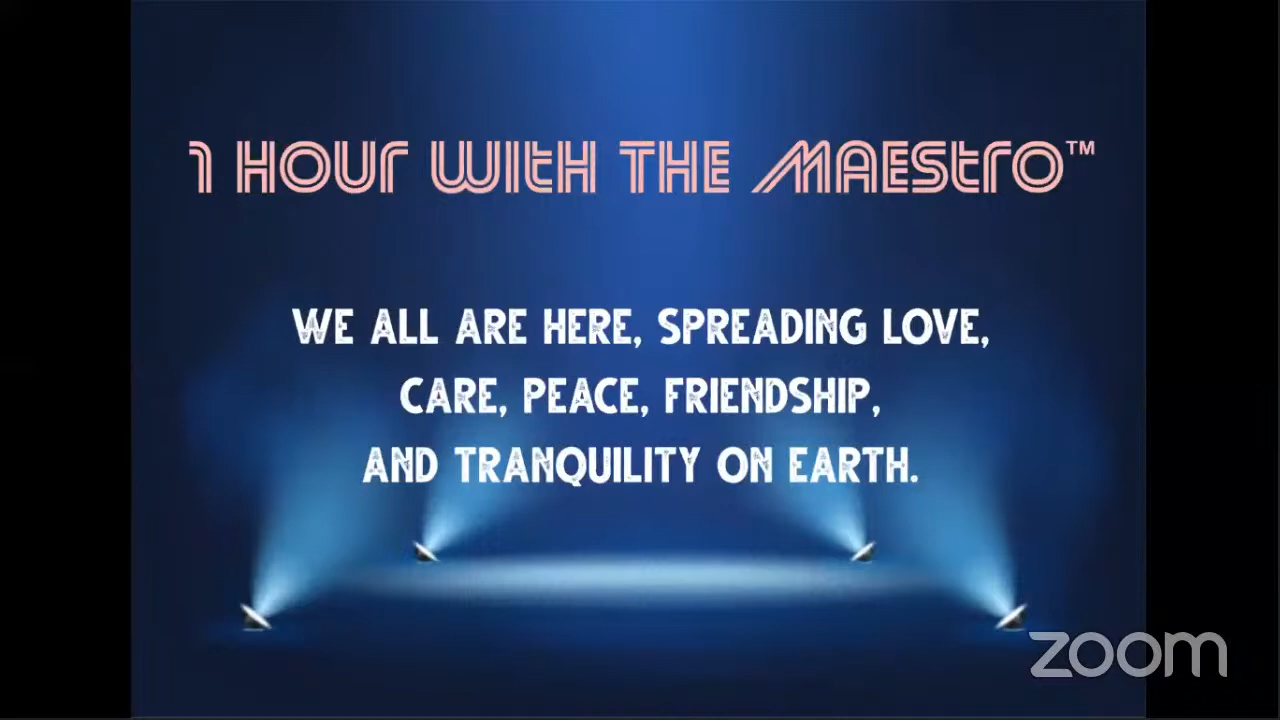 1 HOUR WITH THE MAESTRO™
WE ALL ARE HERE, SPREADING LOVE,
CARE, PEACE, FRIENDSHIP,
AND TRANQUILITY ON EARTH.
zoom